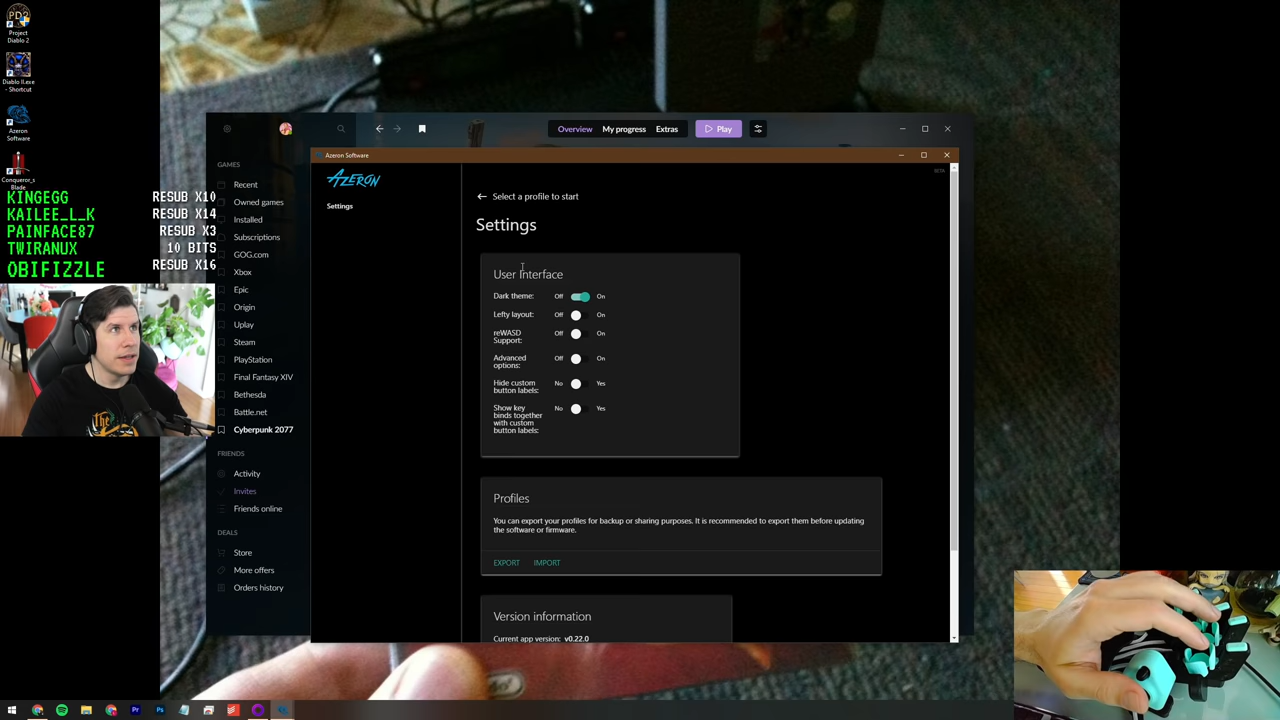 Project
Diablo 2
Diablo II.exe
- Shortcut
Azeron
Software
Conqueror_s
Blade
KINGEGG RESUB X10
KAILEE_L_K RESUB X14
PAINFACE87 RESUB X3
TWIRANUX 10 BITS
OBIFIZZLE RESUB X16
Overview
My progress
Extras
Play
GAMES
Recent
Owned games
Installed
Subscriptions
GOG.com
Xbox
Epic
Origin
Uplay
Steam
PlayStation
Final Fantasy XIV
Bethesda
Battle.net
Cyberpunk 2077
FRIENDS
Activity
Invites
Friends online
DEALS
Store
More offers
Orders history
Azeron Software
AZERON
BETA
Settings
Select a profile to start
Settings
User Interface
Dark theme: Off On
Lefty layout: Off On
reWASD
Support: Off On
Advanced
options: Off On
Hide custom
button labels: No Yes
Show key
binds together
with custom
button labels: No Yes
Profiles
You can export your profiles for backup or sharing purposes. It is recommended to export them before updating
the software or firmware.
EXPORT IMPORT
Version information
Current app version: v0.22.0